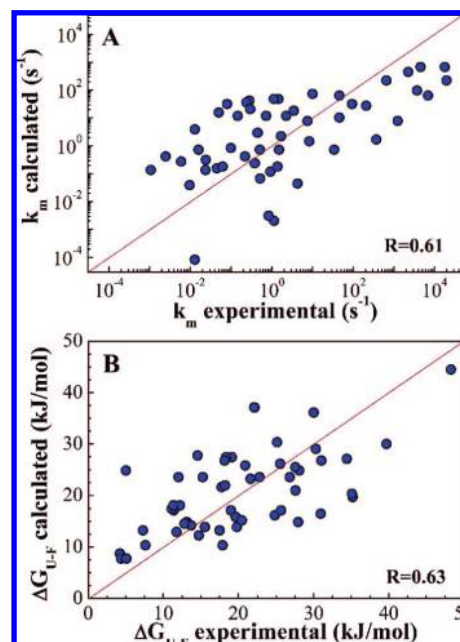 A
k_m calculated (s⁻¹)
10⁴
10²
10⁰
10⁻²
10⁻⁴
R=0.61
10⁻⁴ 10⁻² 10⁰ 10² 10⁴
k_m experimental (s⁻¹)
B
ΔG_U-F calculated (kJ/mol)
50
40
30
20
10
R=0.63
0 10 20 30 40
ΔG_U-F experimental (kJ/mol)